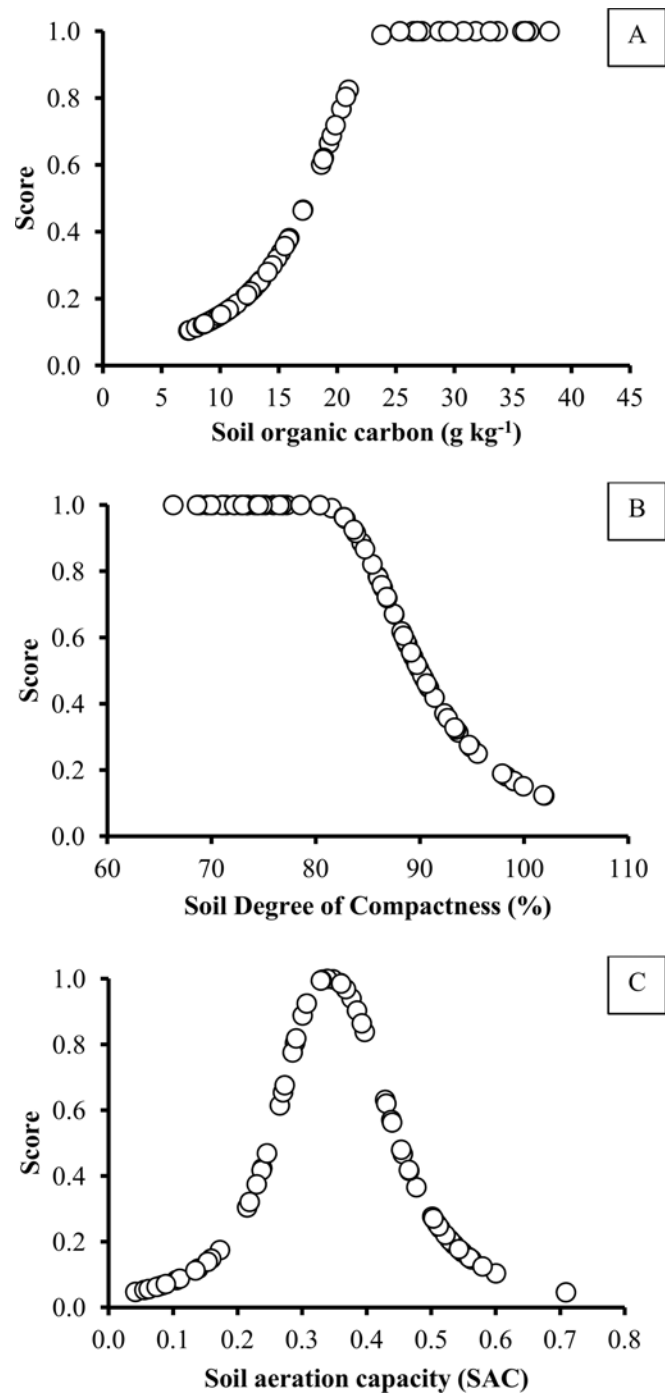 A
1.0
0.8
0.6
0.4
0.2
0.0
Score
0 5 10 15 20 25 30 35 40 45
Soil organic carbon (g kg⁻¹)
B
1.0
0.8
0.6
0.4
0.2
0.0
Score
60 70 80 90 100 110
Soil Degree of Compactness (%)
C
1.0
0.8
0.6
0.4
0.2
0.0
Score
0.0 0.1 0.2 0.3 0.4 0.5 0.6 0.7 0.8
Soil aeration capacity (SAC)